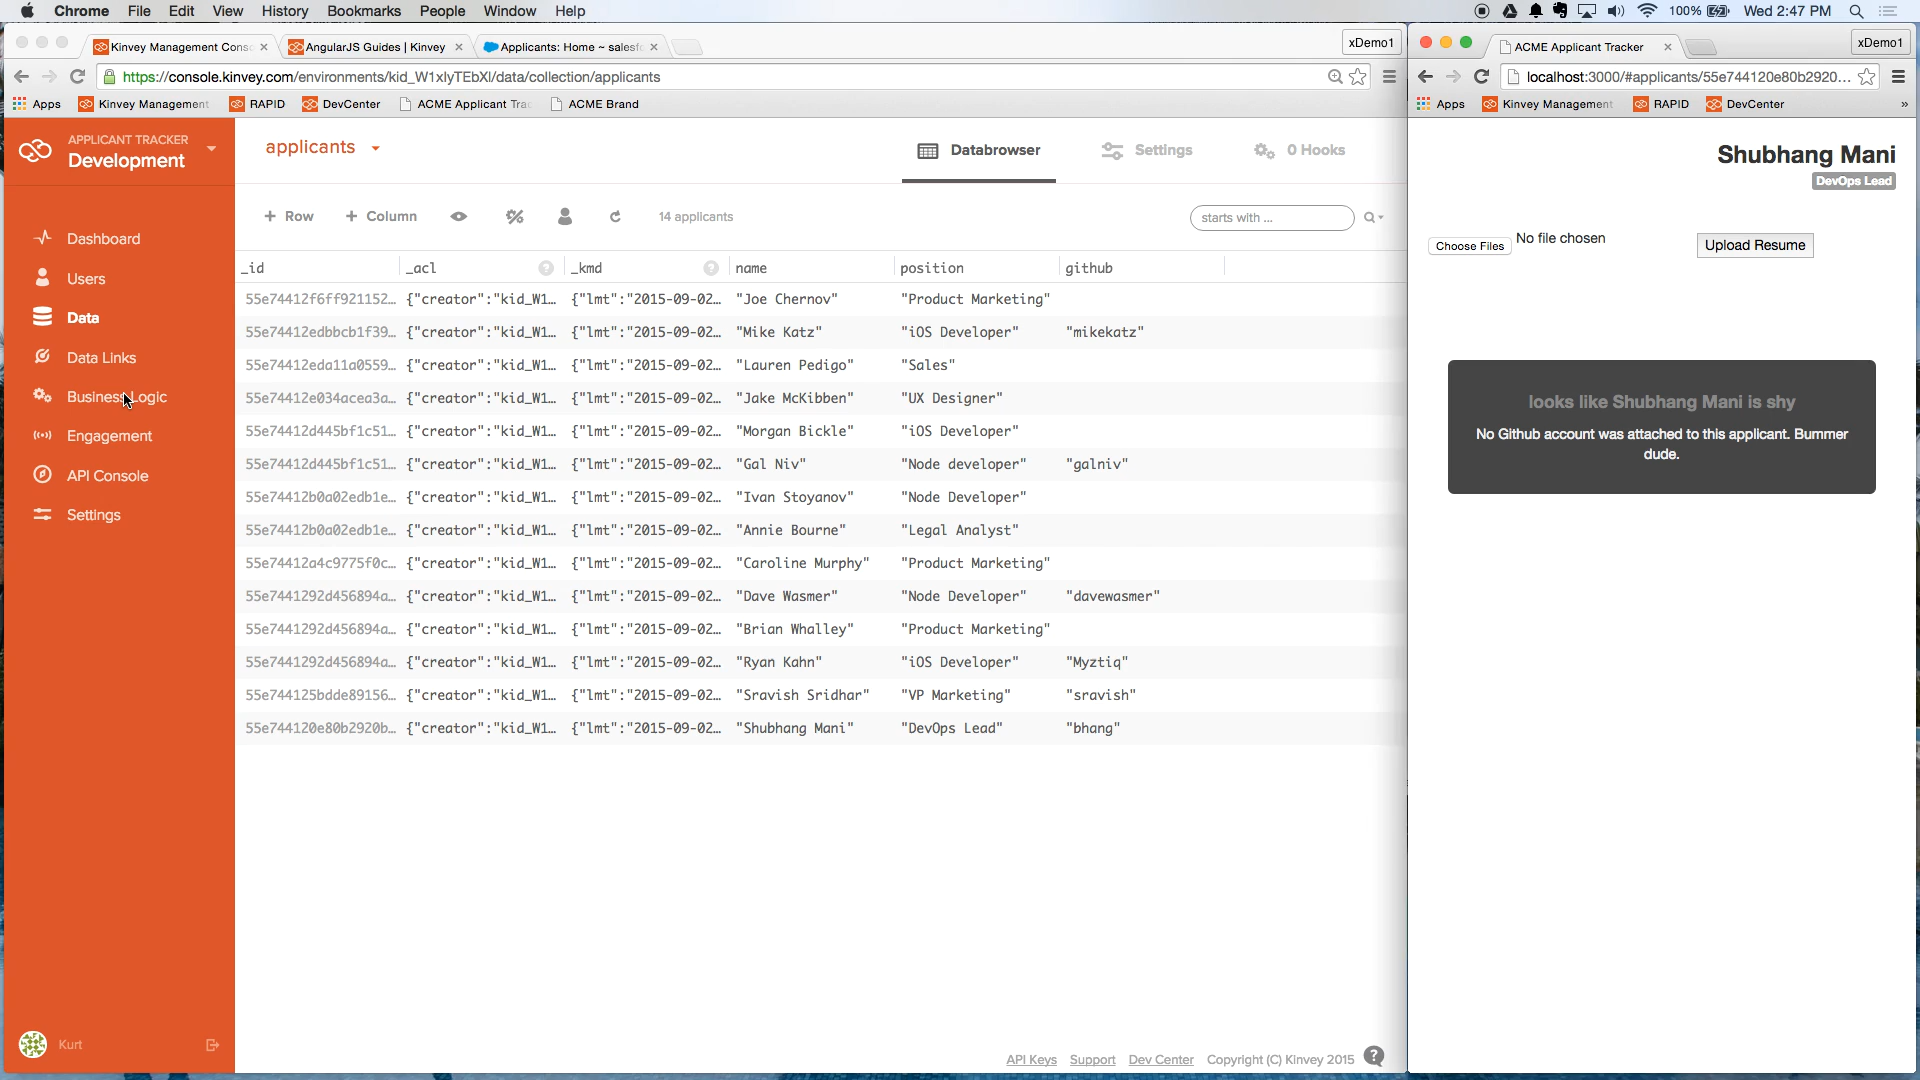 Chrome File Edit View History Bookmarks People Window Help
100% Wed 2:47 PM
Kinvey Management Conso
AngularJS Guides | Kinvey
Applicants: Home ~ salesfo
xDemo1
https://console.kinvey.com/environments/kid_W1xlyTEbXl/data/collection/applicants
Apps Kinvey Management RAPID DevCenter ACME Applicant Tra ACME Brand
APPLICANT TRACKER
Development
Dashboard
Users
Data
Data Links
Business Logic
Engagement
API Console
Settings
Kurt
applicants
Databrowser
Settings
0 Hooks
+ Row + Column 14 applicants
starts with ...
_id _acl ? _kmd ? name position github
55e74412f6ff921152… {"creator":"kid_W1… {"lmt":"2015-09-02… "Joe Chernov" "Product Marketing"
55e74412edbbcb1f39… {"creator":"kid_W1… {"lmt":"2015-09-02… "Mike Katz" "iOS Developer" "mikekatz"
55e74412eda11a0559… {"creator":"kid_W1… {"lmt":"2015-09-02… "Lauren Pedigo" "Sales"
55e74412e034acea3a… {"creator":"kid_W1… {"lmt":"2015-09-02… "Jake McKibben" "UX Designer"
55e74412d445bf1c51… {"creator":"kid_W1… {"lmt":"2015-09-02… "Morgan Bickle" "iOS Developer"
55e74412d445bf1c51… {"creator":"kid_W1… {"lmt":"2015-09-02… "Gal Niv" "Node developer" "galniv"
55e74412b0a02edb1e… {"creator":"kid_W1… {"lmt":"2015-09-02… "Ivan Stoyanov" "Node Developer"
55e74412b0a02edb1e… {"creator":"kid_W1… {"lmt":"2015-09-02… "Annie Bourne" "Legal Analyst"
55e74412a4c9775f0c… {"creator":"kid_W1… {"lmt":"2015-09-02… "Caroline Murphy" "Product Marketing"
55e7441292d456894a… {"creator":"kid_W1… {"lmt":"2015-09-02… "Dave Wasmer" "Node Developer" "davewasmer"
55e7441292d456894a… {"creator":"kid_W1… {"lmt":"2015-09-02… "Brian Whalley" "Product Marketing"
55e7441292d456894a… {"creator":"kid_W1… {"lmt":"2015-09-02… "Ryan Kahn" "iOS Developer" "Myztiq"
55e744125bdde89156… {"creator":"kid_W1… {"lmt":"2015-09-02… "Sravish Sridhar" "VP Marketing" "sravish"
55e744120e80b2920b… {"creator":"kid_W1… {"lmt":"2015-09-02… "Shubhang Mani" "DevOps Lead" "bhang"
API Keys Support Dev Center Copyright (C) Kinvey 2015 ?
ACME Applicant Tracker
xDemo1
localhost:3000/#applicants/55e744120e80b2920...
Apps Kinvey Management RAPID DevCenter »
Shubhang Mani
DevOps Lead
Choose Files No file chosen
Upload Resume
looks like Shubhang Mani is shy
No Github account was attached to this applicant. Bummer
dude.